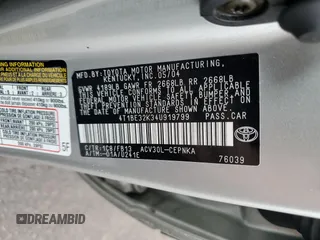 MFD. BY:
TOYOTA MOTOR MANUFACTURING,
KENTUCKY, INC. 05/04
GVWR 4189LB GAWR FR 2668LB RR 2668LB
THIS VEHICLE CONFORMS TO ALL APPLICABLE
FEDERAL MOTOR VEHICLE SAFETY, BUMPER,
AND THEFT PREVENTION STANDARDS IN EFFECT
ON THE DATE OF MANUFACTURE SHOWN ABOVE.
4T1BE32K34U919799 PASS.CAR
C/TR:1C8/FB13 ACV30L-CEPNKA
A/TM:-01A/U241E
TOYOTA
76039
DREAMBID